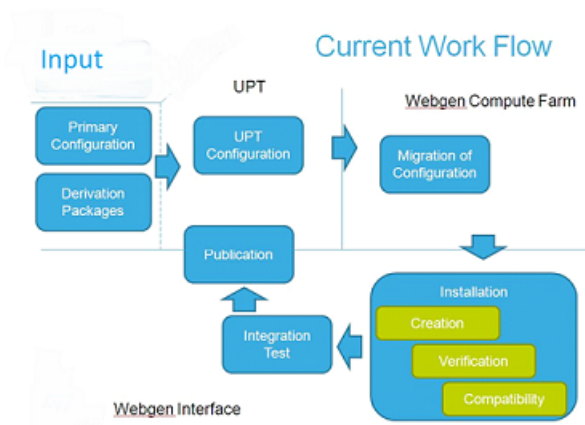 Current Work Flow
Input
UPT
Webgen Compute Farm
Primary
Configuration
UPT
Configuration
Migration of
Configuration
Derivation
Packages
Publication
Installation
Creation
Integration
Test
Verification
Compatibility
Webgen Interface